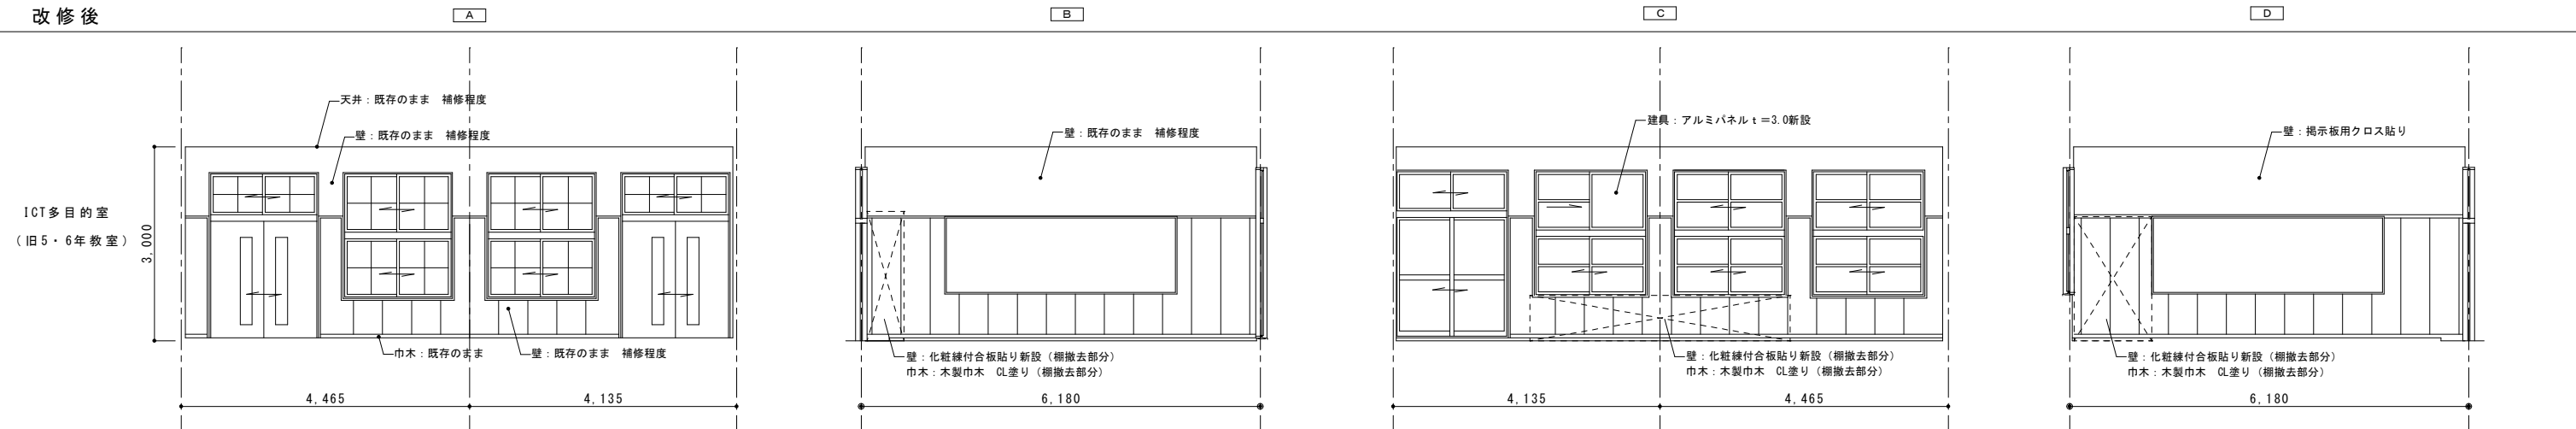 改修後
A
B
C
D
天井：既存のまま　補修程度
壁：既存のまま　補修程度
壁：既存のまま　補修程度
建具：アルミパネルｔ＝3.0新設
壁：掲示板用クロス貼り
ICT多目的室
（旧5・6年教室）
3,000
巾木：既存のまま
壁：既存のまま　補修程度
壁：化粧練付合板貼り新設（棚撤去部分）
巾木：木製巾木　CL塗り（棚撤去部分）
壁：化粧練付合板貼り新設（棚撤去部分）
巾木：木製巾木　CL塗り（棚撤去部分）
壁：化粧練付合板貼り新設（棚撤去部分）
巾木：木製巾木　CL塗り（棚撤去部分）
4,465
4,135
6,180
4,135
4,465
6,180